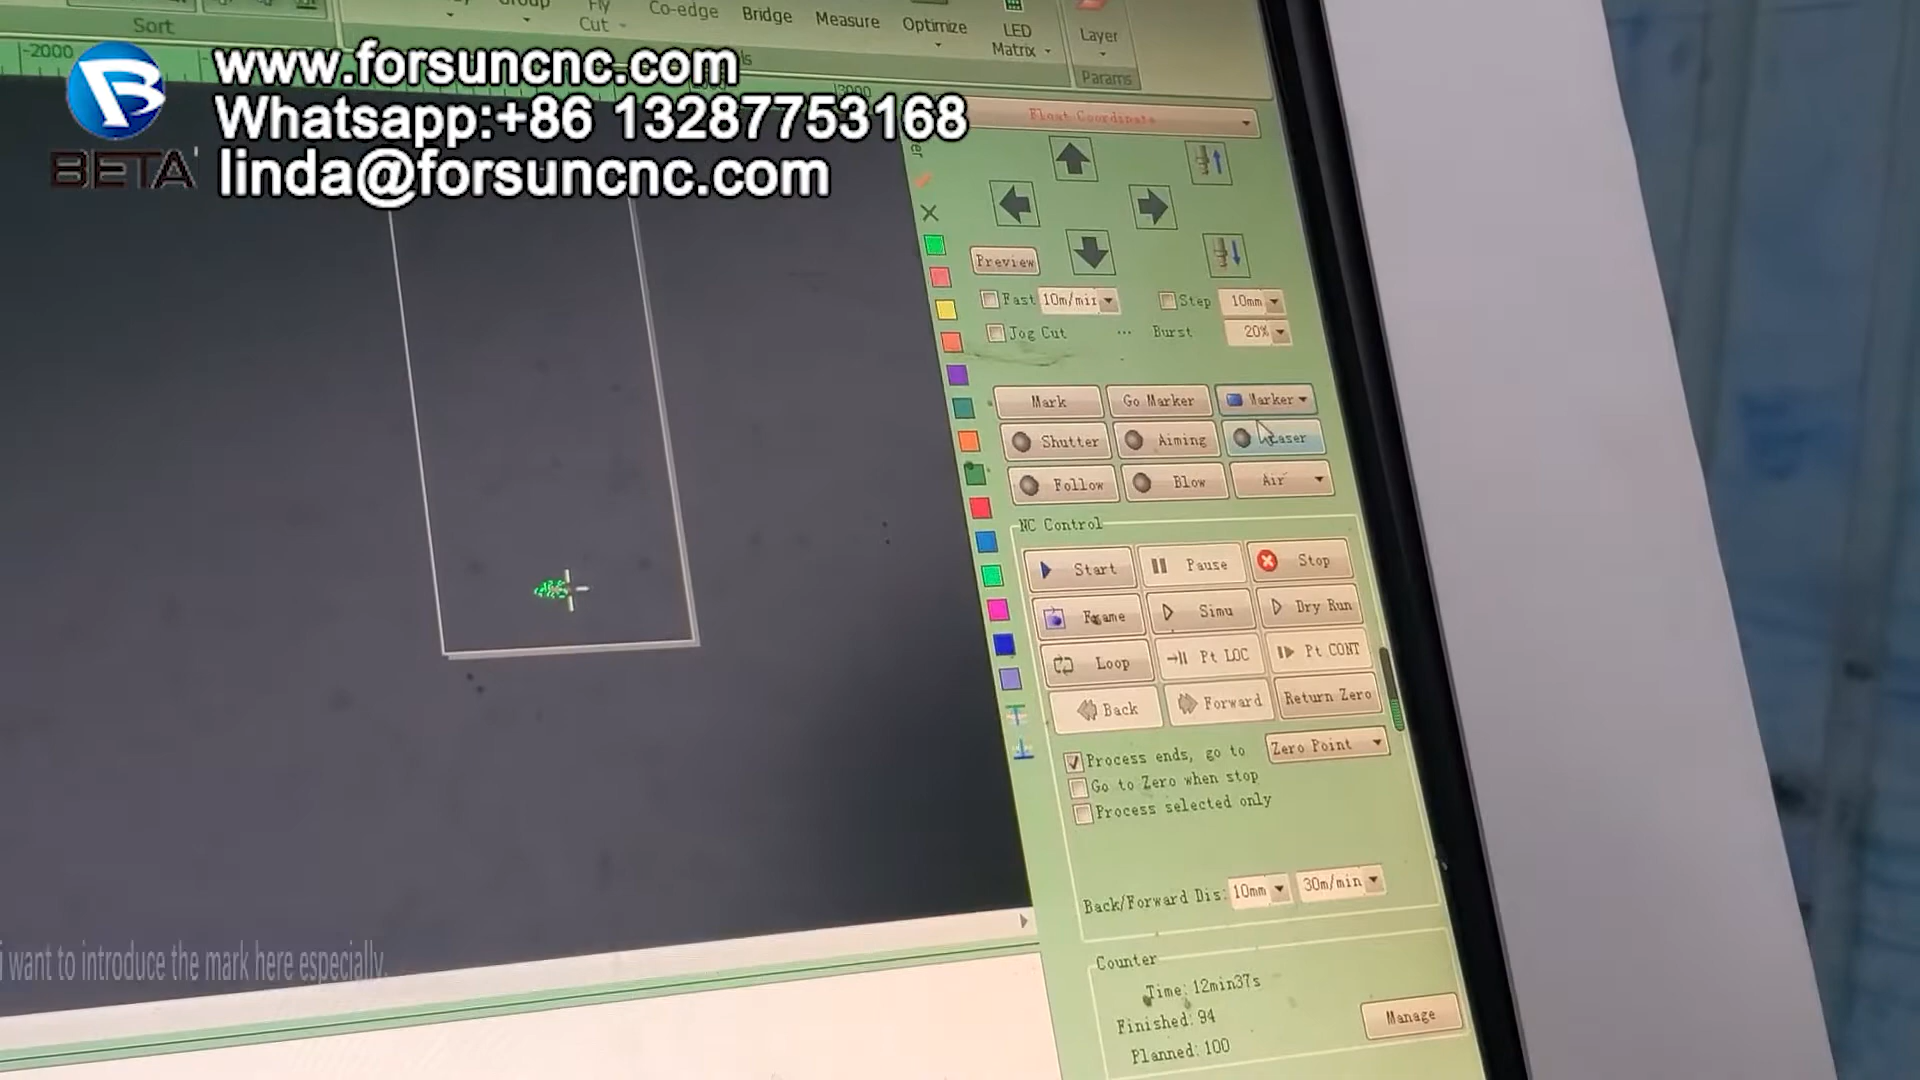 Group
Fly
Cut
Co-edge
Bridge
Measure
Optimize
LED
Matrix
Layer
Sort
Params
-2000
3000
www.forsuncnc.com
Whatsapp:+86 13287753168
linda@forsuncnc.com
BETA
Float Coordinate
Preview
Fast 10m/min Step 10mm
Jog Cut ... Burst 20%
Mark Go Marker Marker
Shutter Aiming Laser
Follow Blow Air
NC Control
Start Pause Stop
Frame Simu Dry Run
Loop Pt LOC Pt CONT
Back Forward Return Zero
Process ends, go to Zero Point
Go to Zero when stop
Process selected only
Back/Forward Dis: 10mm 30m/min
i want to introduce the mark here especially.
Counter
Time: 12min37s
Finished: 94
Planned: 100
Manage